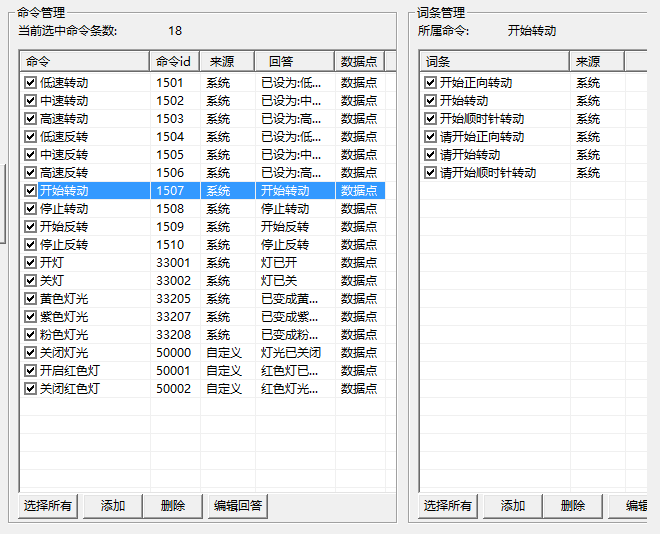 命令管理
当前选中命令条数: 18
命令 命令id 来源 回答 数据点
低速转动 1501 系统 已设为:低... 数据点
中速转动 1502 系统 已设为:中... 数据点
高速转动 1503 系统 已设为:高... 数据点
低速反转 1504 系统 已设为:低... 数据点
中速反转 1505 系统 已设为:中... 数据点
高速反转 1506 系统 已设为:高... 数据点
开始转动 1507 系统 开始转动 数据点
停止转动 1508 系统 停止转动 数据点
开始反转 1509 系统 开始反转 数据点
停止反转 1510 系统 停止反转 数据点
开灯 33001 系统 灯已开 数据点
关灯 33002 系统 灯已关 数据点
黄色灯光 33205 系统 已变成黄... 数据点
紫色灯光 33207 系统 已变成紫... 数据点
粉色灯光 33208 系统 已变成粉... 数据点
关闭灯光 50000 自定义 灯光已关闭 数据点
开启红色灯 50001 自定义 红色灯已... 数据点
关闭红色灯 50002 自定义 红色灯光... 数据点
选择所有 添加 删除 编辑回答
词条管理
所属命令: 开始转动
词条 来源
开始正向转动 系统
开始转动 系统
开始顺时针转动 系统
请开始正向转动 系统
请开始转动 系统
请开始顺时针转动 系统
选择所有 添加 删除 编辑